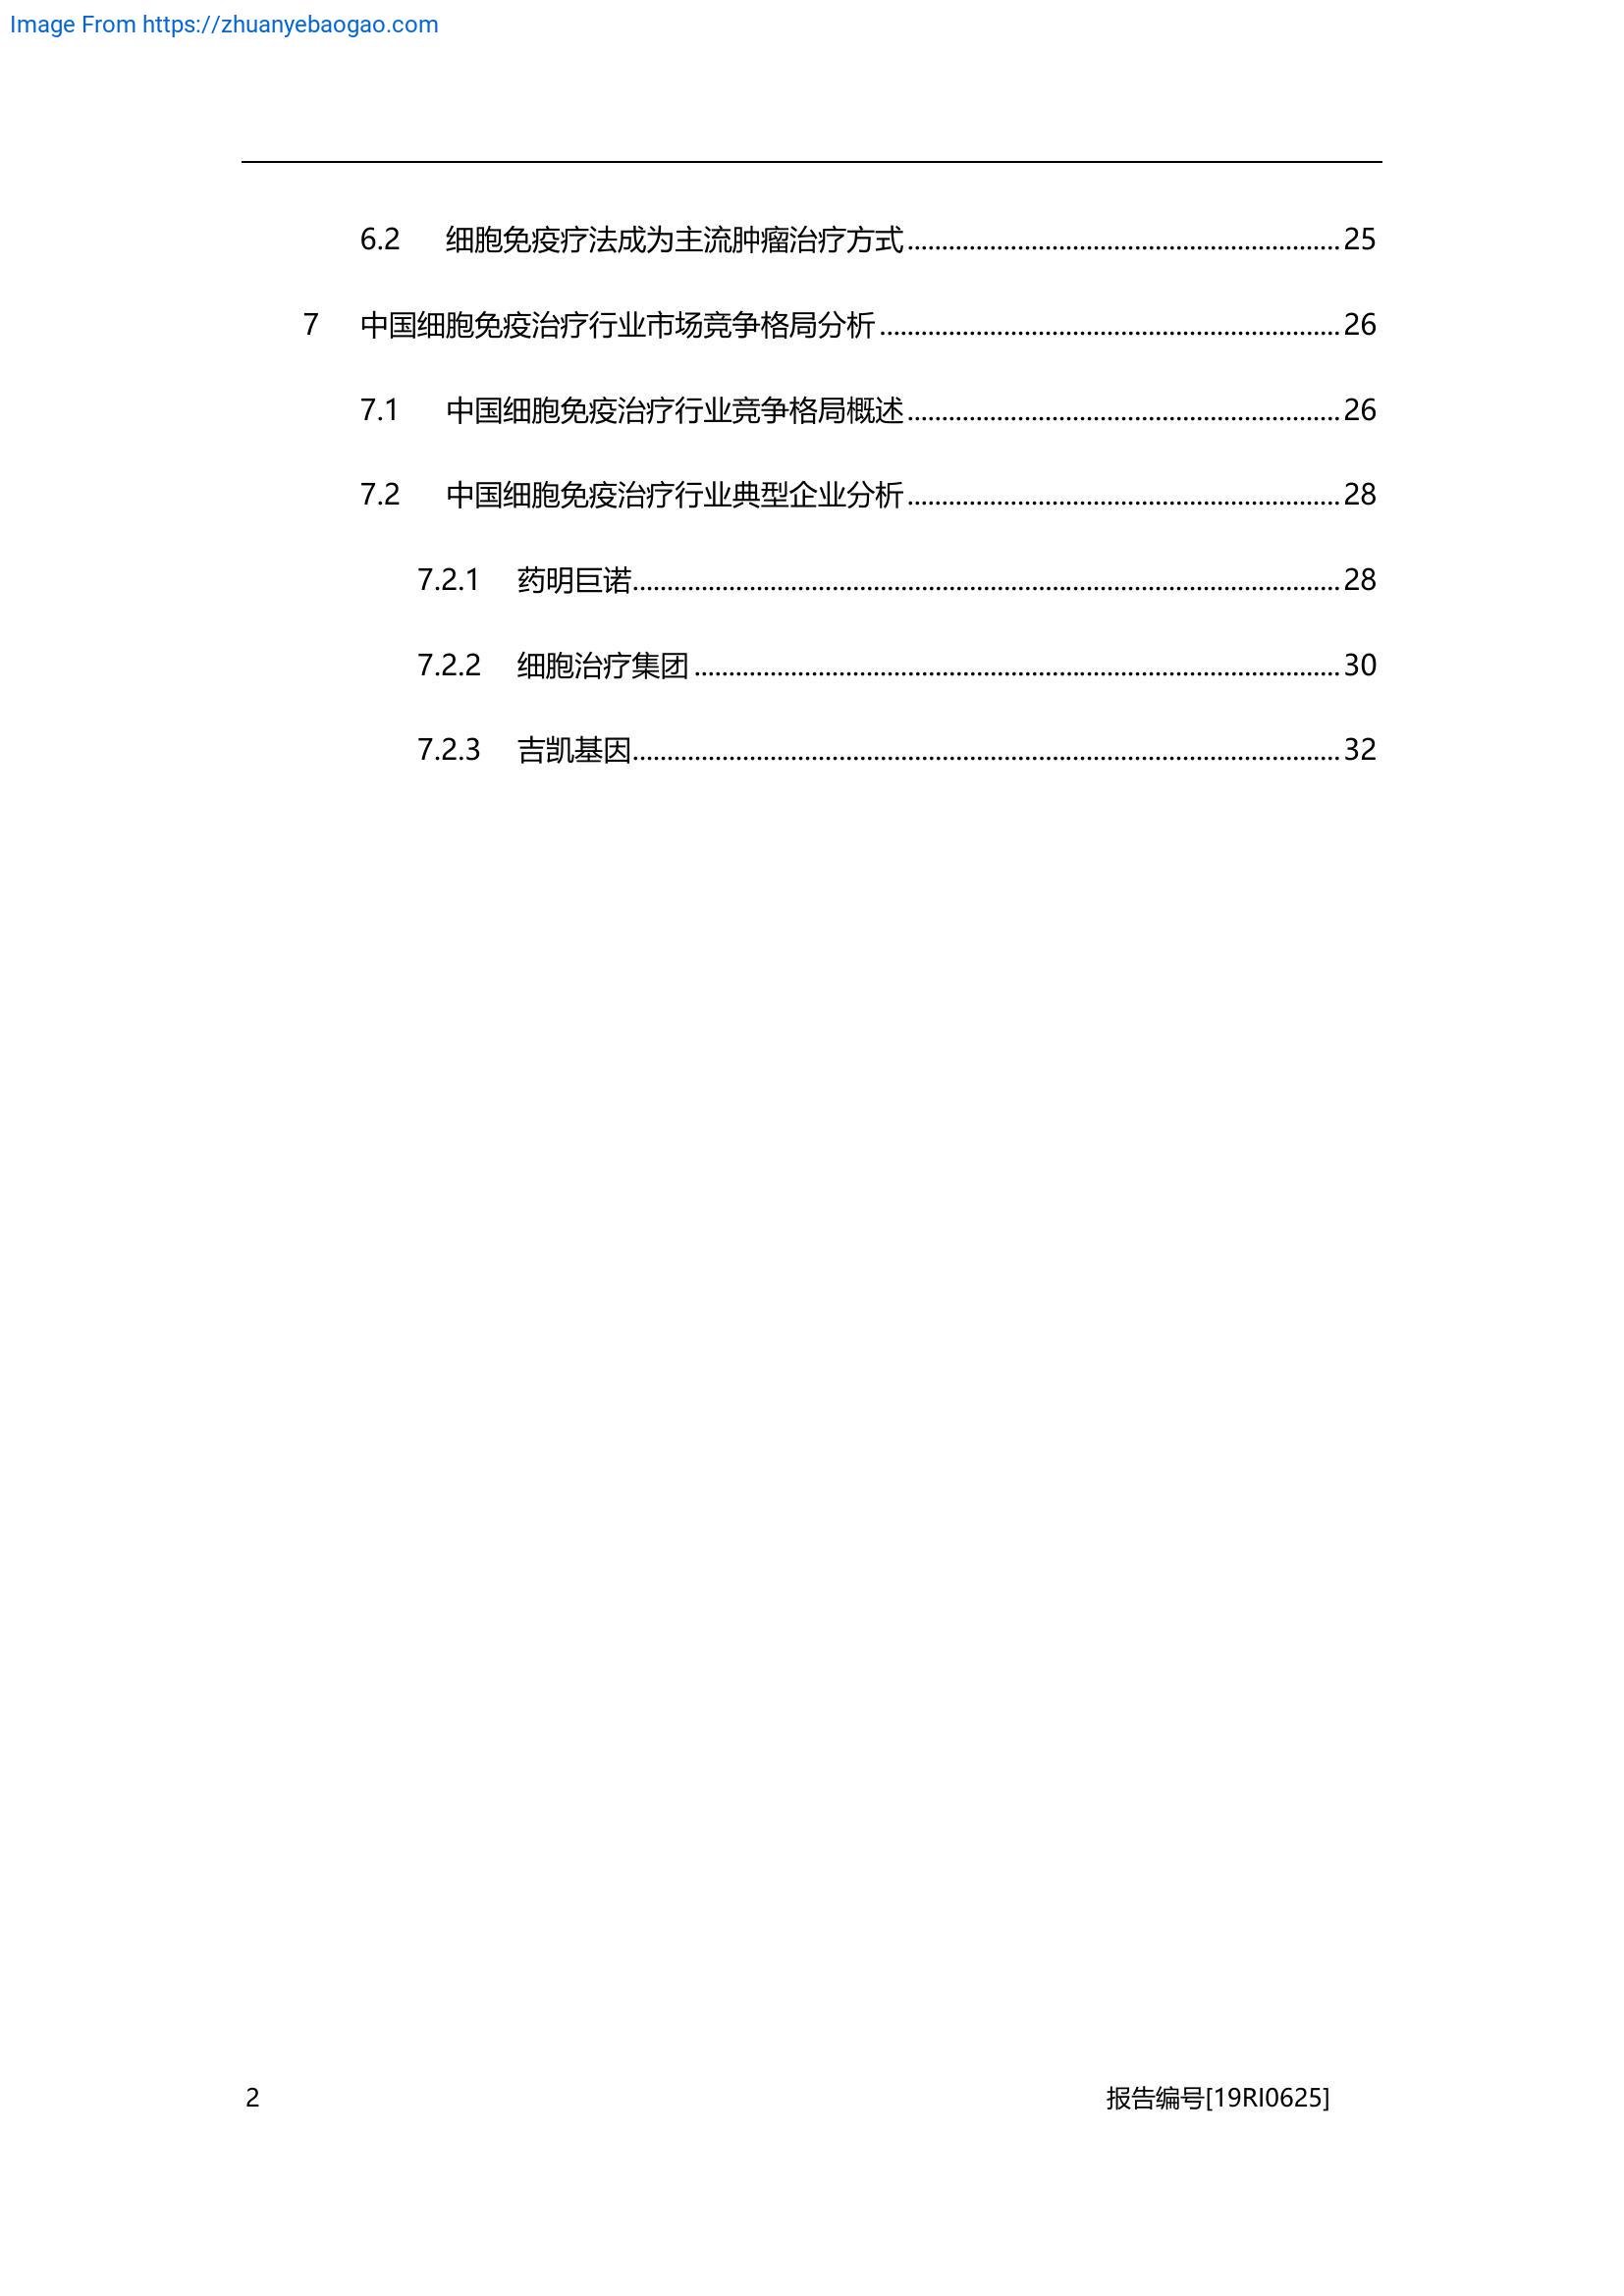 Image From https://zhuanyebaogao.com
6.2 细胞免疫疗法成为主流肿瘤治疗方式 25
7 中国细胞免疫治疗行业市场竞争格局分析 26
7.1 中国细胞免疫治疗行业竞争格局概述 26
7.2 中国细胞免疫治疗行业典型企业分析 28
7.2.1 药明巨诺 28
7.2.2 细胞治疗集团 30
7.2.3 吉凯基因 32
2 报告编号[19RI0625]